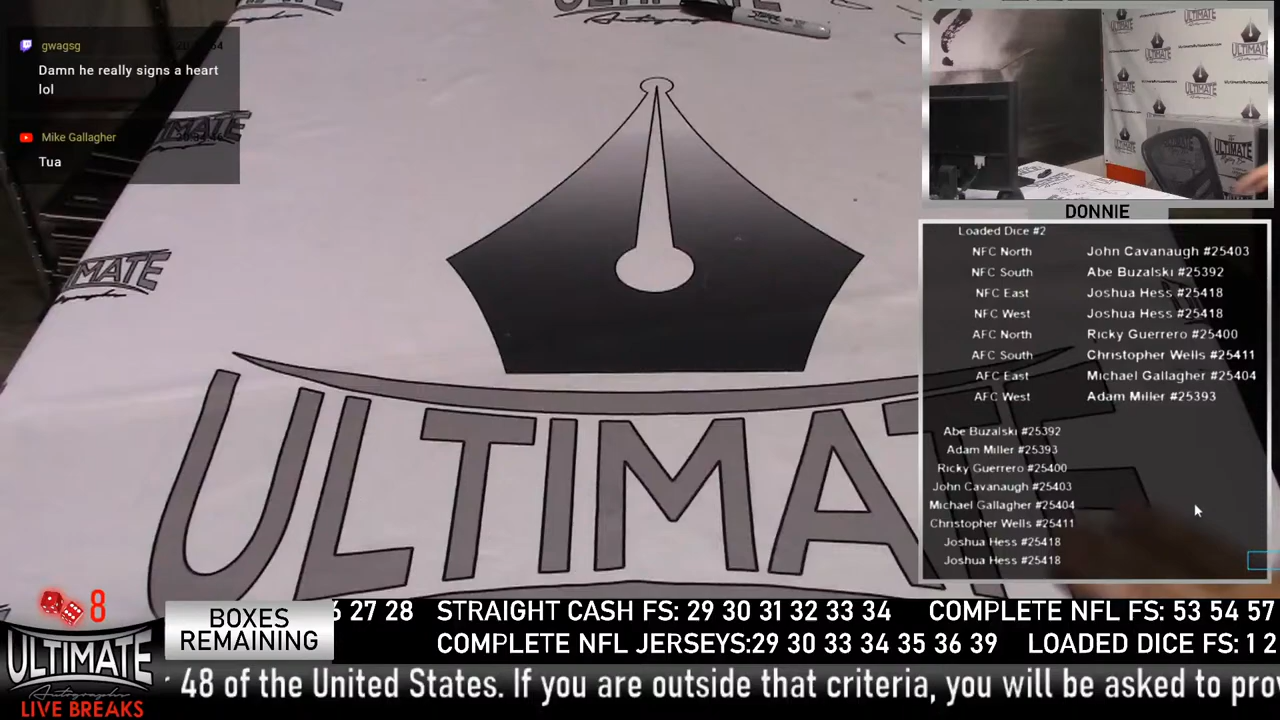 gwagsg
Damn he really signs a heart
lol
Mike Gallagher
Tua
ULTIMATE
ULTIMATE
DONNIE
Loaded Dice #2
NFC North John Cavanaugh #25403
NFC South Abe Buzalski #25392
NFC East Joshua Hess #25418
NFC West Joshua Hess #25418
AFC North Ricky Guerrero #25400
AFC South Christopher Wells #25411
AFC East Michael Gallagher #25404
AFC West Adam Miller #25393
Abe Buzalski #25392
Adam Miller #25393
Ricky Guerrero #25400
John Cavanaugh #25403
Michael Gallagher #25404
Christopher Wells #25411
Joshua Hess #25418
Joshua Hess #25418
ULTIMATE
8
ULTIMATE
Autographs
LIVE BREAKS
BOXES
REMAINING
27 28 STRAIGHT CASH FS: 29 30 31 32 33 34 COMPLETE NFL FS: 53 54 57
COMPLETE NFL JERSEYS:29 30 33 34 35 36 39 LOADED DICE FS: 1 2
48 of the United States. If you are outside that criteria, you will be asked to prov